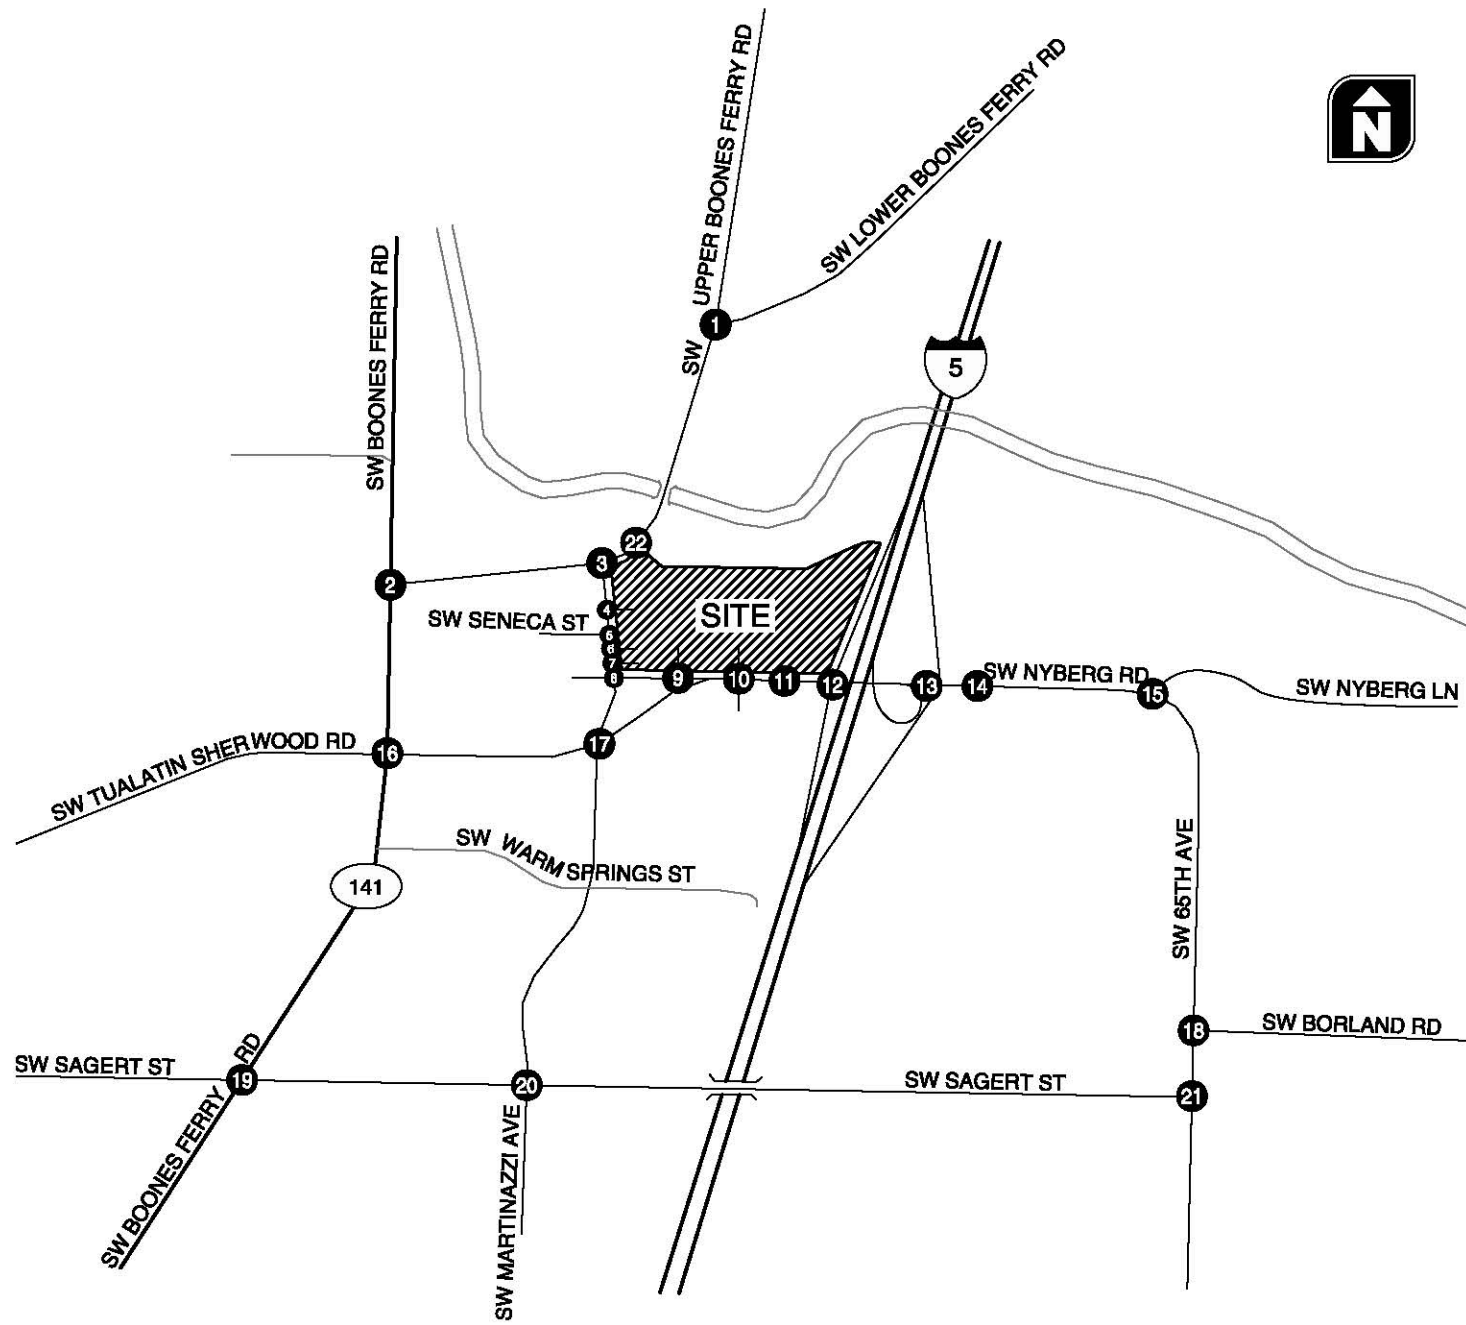 UPPER BOONES FERRY RD
SW
SW LOWER BOONES FERRY RD
N
SW BOONES FERRY RD
1
5
22
3
2
4
SITE
SW SENECA ST
6
6
7
8
9
10
11
12
13
14
SW NYBERG RD
15
SW NYBERG LN
SW TUALATIN SHERWOOD RD
16
17
SW WARM SPRINGS ST
141
SW 65TH AVE
18
SW BORLAND RD
SW SAGERT ST
19
20
SW SAGERT ST
21
SW BOONES FERRY RD
SW MARTINAZZI AVE